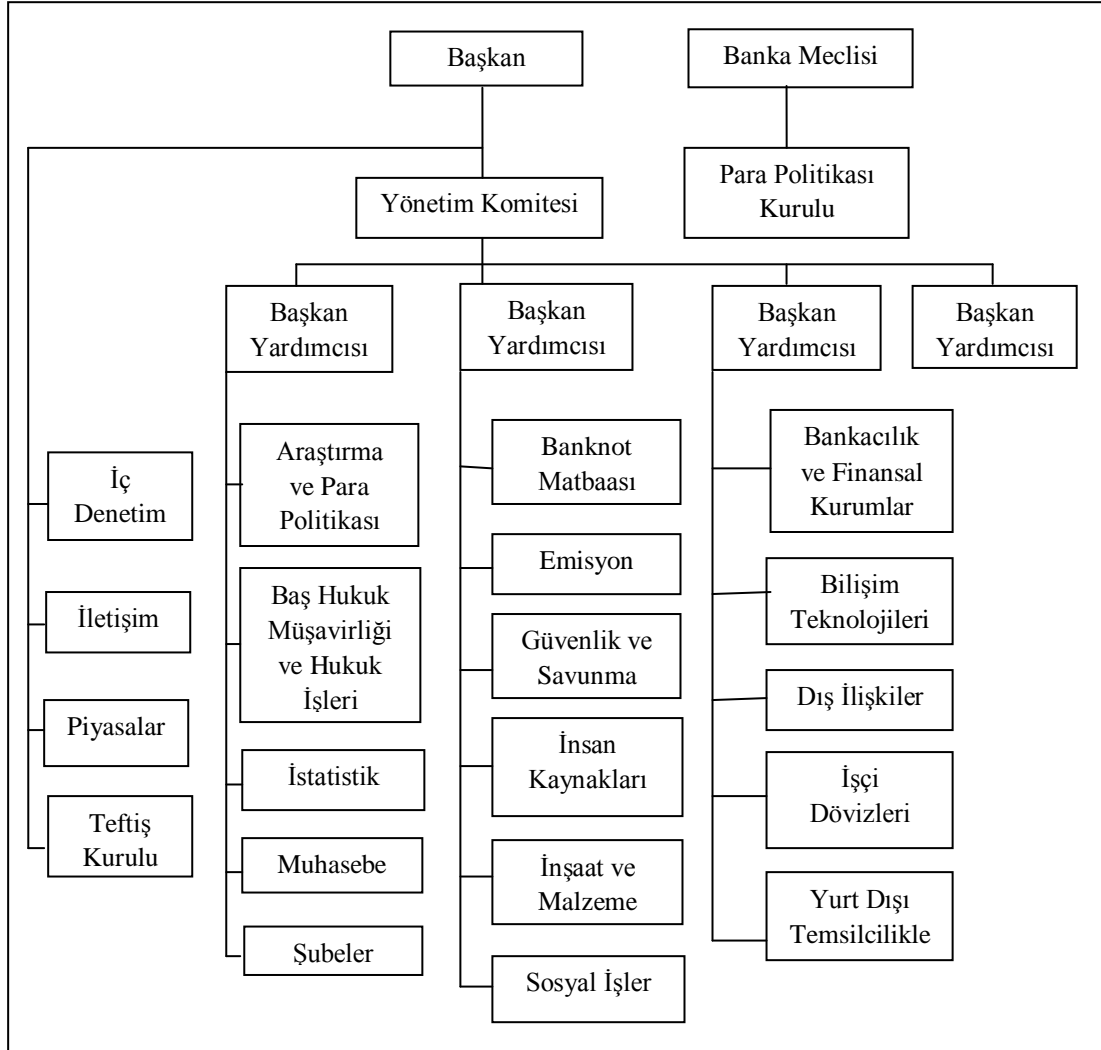 Başkan
Banka Meclisi
Para Politikası
Kurulu
Yönetim Komitesi
Başkan
Yardımcısı
Başkan
Yardımcısı
Başkan
Yardımcısı
Başkan
Yardımcısı
İç
Denetim
İletişim
Piyasalar
Teftiş
Kurulu
Araştırma
ve Para
Politikası
Baş Hukuk
Müşavirliği
ve Hukuk
İşleri
İstatistik
Muhasebe
Şubeler
Banknot
Matbaası
Emisyon
Güvenlik ve
Savunma
İnsan
Kaynakları
İnşaat ve
Malzeme
Sosyal İşler
Bankacılık
ve Finansal
Kurumlar
Bilişim
Teknolojileri
Dış İlişkiler
İşçi
Dövizleri
Yurt Dışı
Temsilcilikle